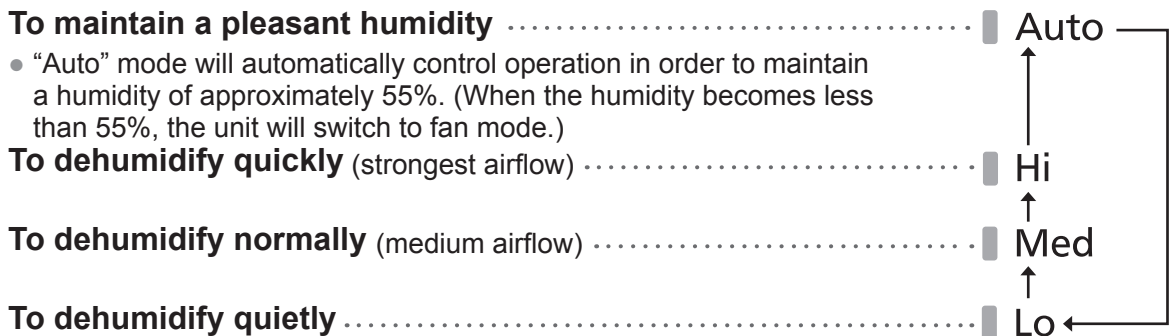 To maintain a pleasant humidity Auto
● “Auto” mode will automatically control operation in order to maintain
a humidity of approximately 55%. (When the humidity becomes less
than 55%, the unit will switch to fan mode.)
To dehumidify quickly (strongest airflow) Hi
To dehumidify normally (medium airflow) Med
To dehumidify quietly Lo